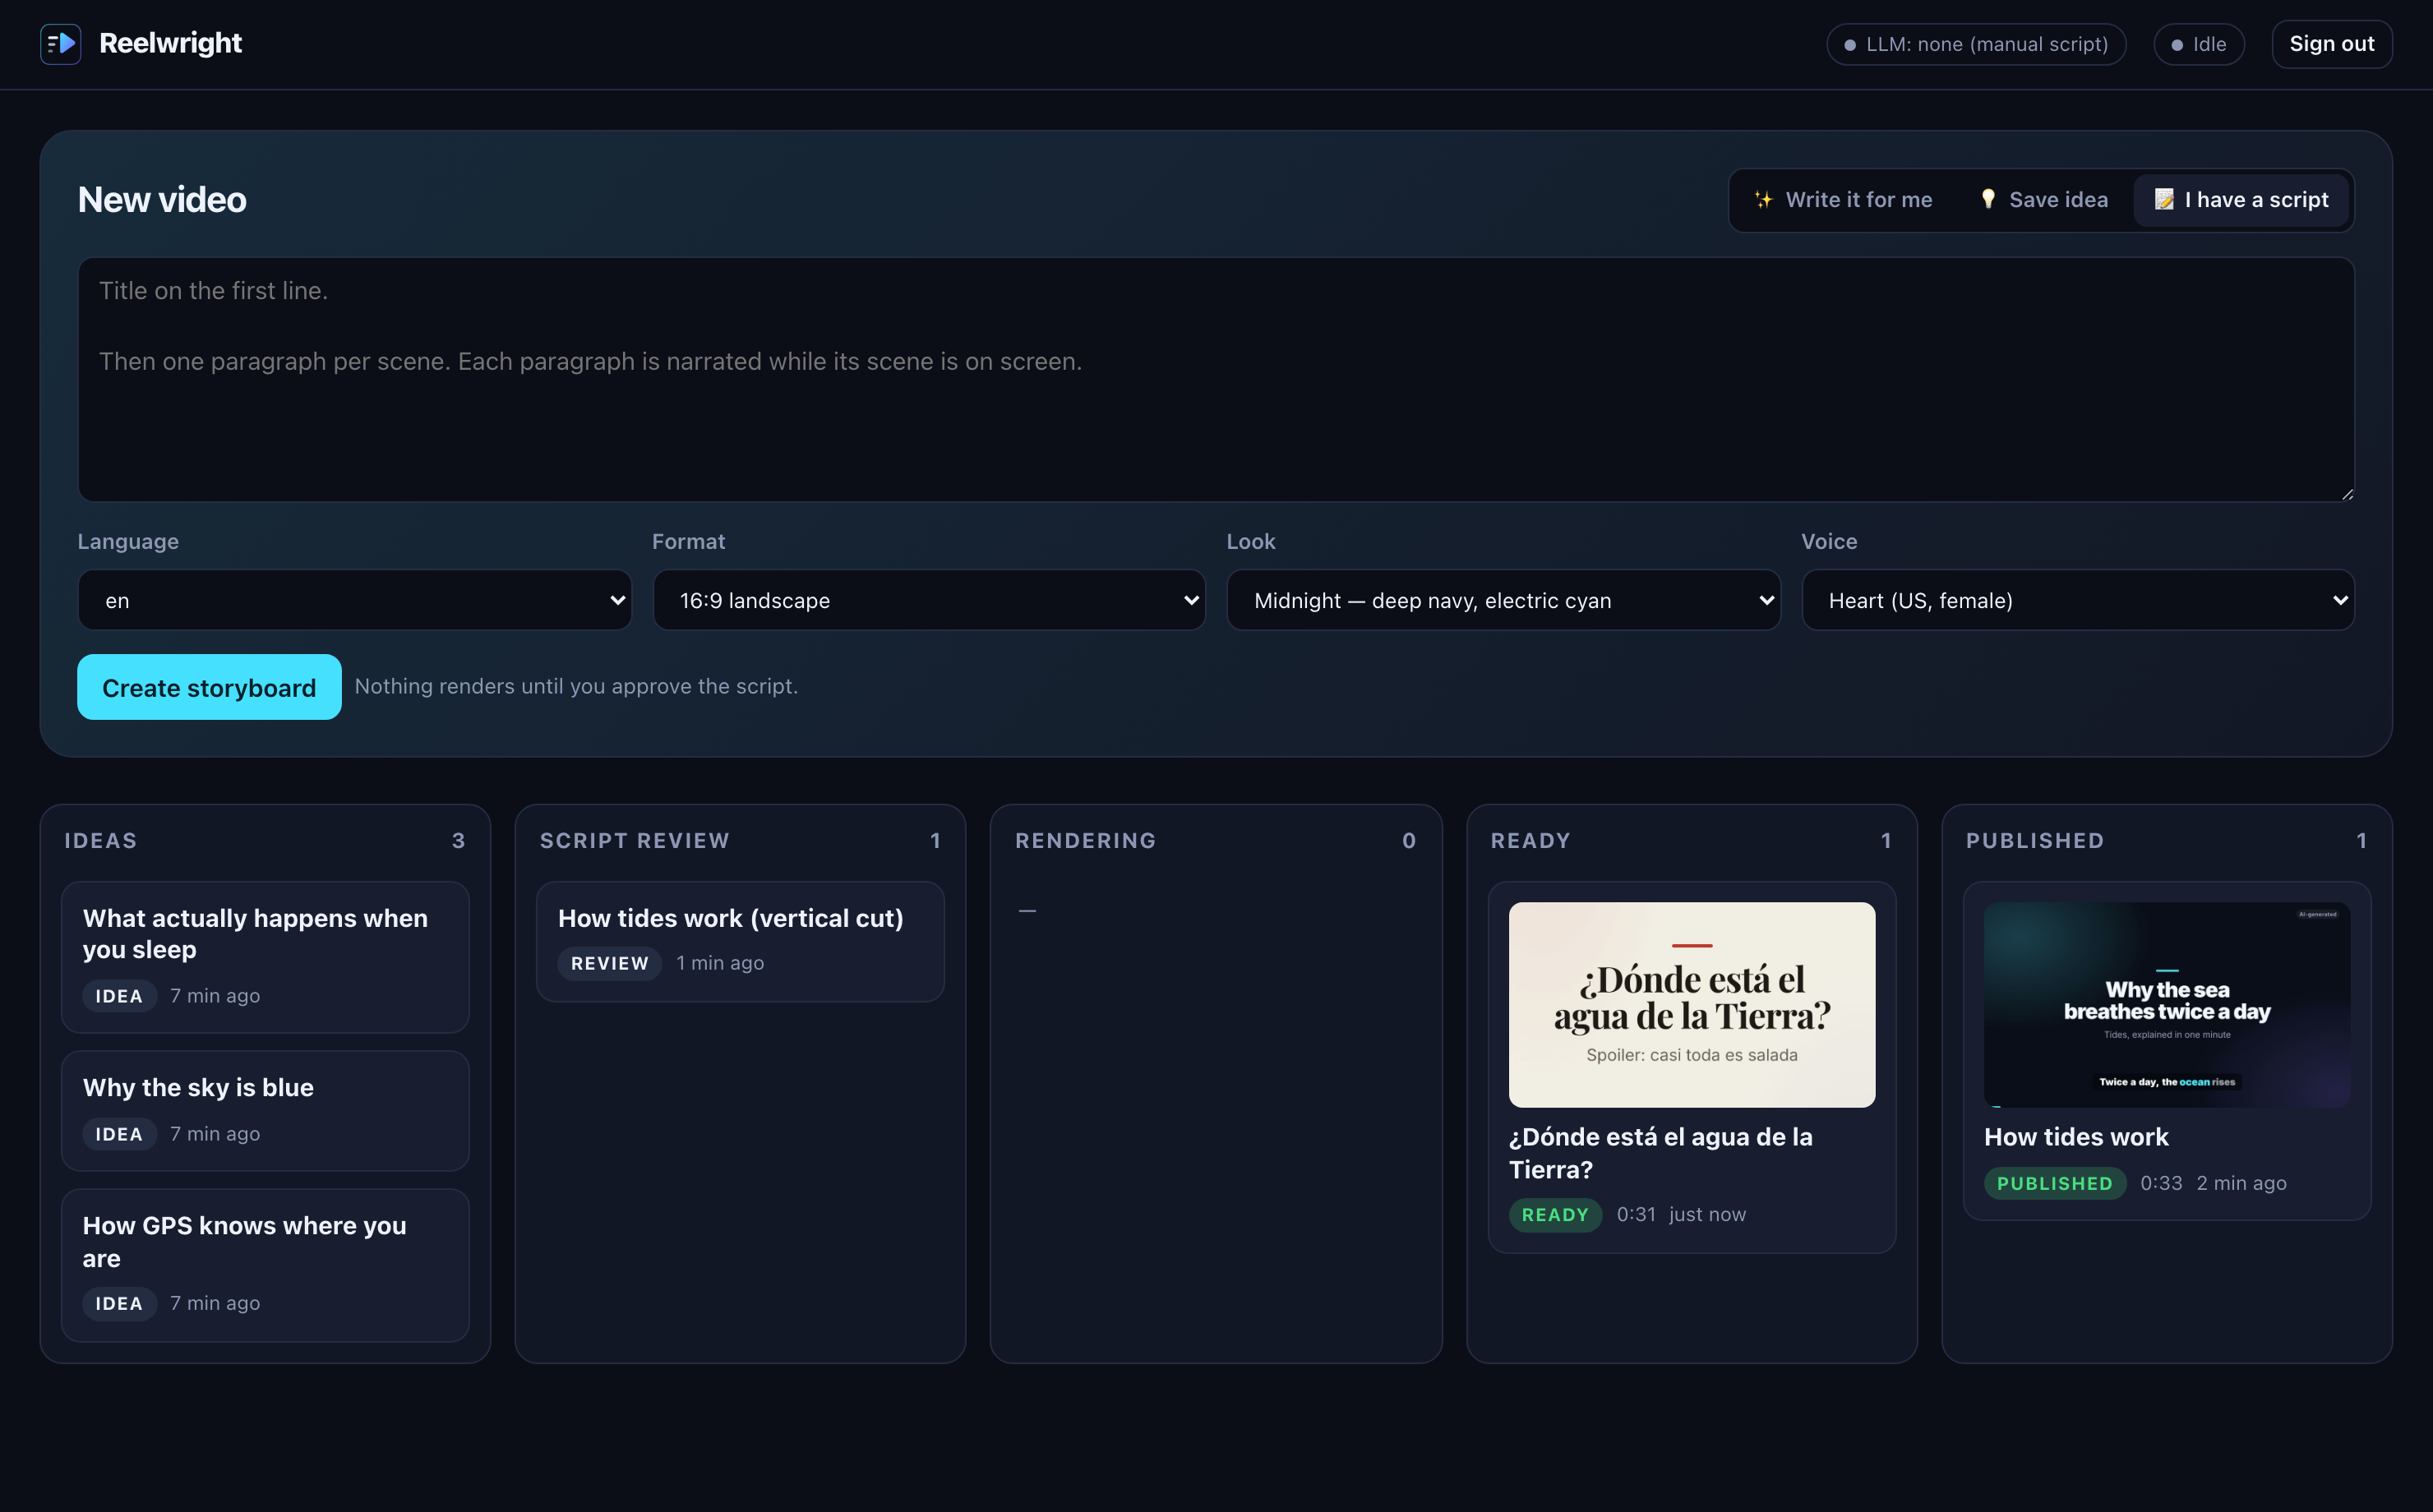 Reelwright
LLM: none (manual script)
Idle
Sign out
New video
✨ Write it for me
💡 Save idea
📝 I have a script
Title on the first line.
Then one paragraph per scene. Each paragraph is narrated while its scene is on screen.
Language
Format
Look
Voice
en
16:9 landscape
Midnight — deep navy, electric cyan
Heart (US, female)
Create storyboard
Nothing renders until you approve the script.
IDEAS
3
What actually happens when
you sleep
IDEA
7 min ago
Why the sky is blue
IDEA
7 min ago
How GPS knows where you
are
IDEA
7 min ago
SCRIPT REVIEW
1
How tides work (vertical cut)
REVIEW
1 min ago
RENDERING
0
—
READY
1
¿Dónde está el
agua de la Tierra?
Spoiler: casi toda es salada
¿Dónde está el agua de la
Tierra?
READY
0:31
just now
PUBLISHED
1
AI-generated
Why the sea
breathes twice a day
Tides, explained in one minute
Twice a day, the ocean rises
How tides work
PUBLISHED
0:33
2 min ago